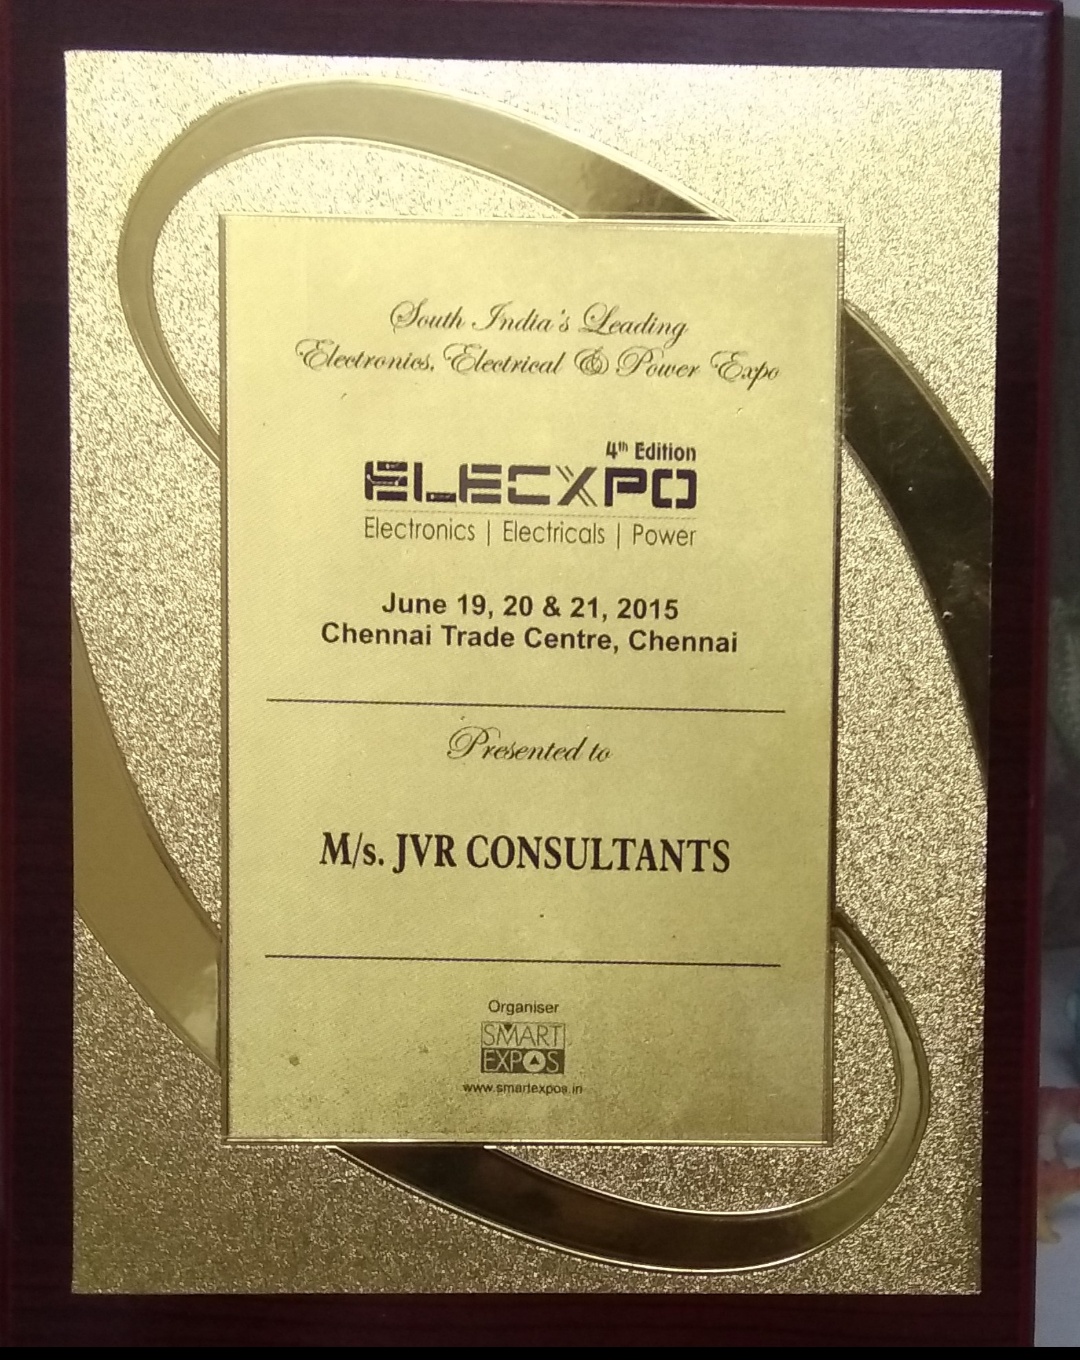 South India's Leading
Electronics, Electrical & Power Expo
4th Edition
ELECXPO
Electronics | Electricals | Power
June 19, 20 & 21, 2015
Chennai Trade Centre, Chennai
Presented to
M/s. JVR CONSULTANTS
Organiser
SMART
EXPOS
www.smartexpos.in